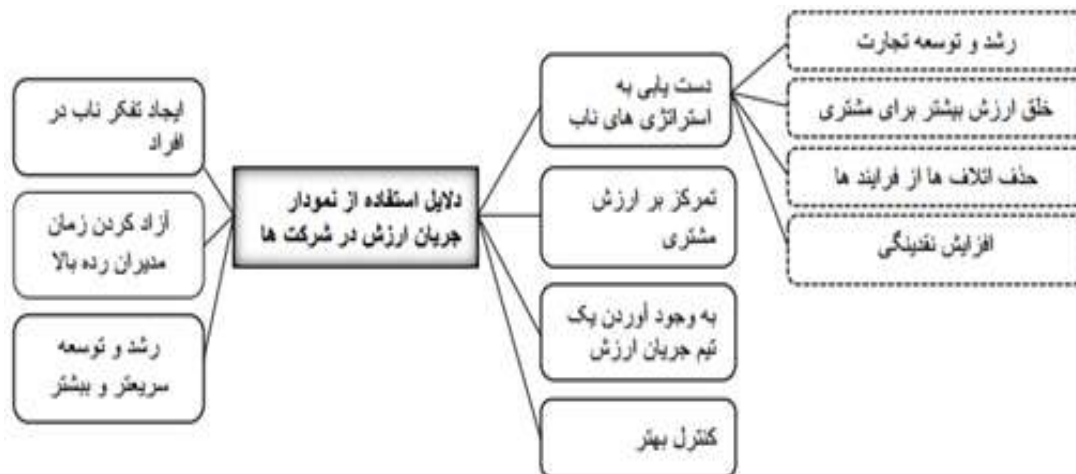 رشد و توسعه تجارت
خلق ارزش بیشتر برای مشتری
حذف اتلاف ها از فرایند ها
افزایش نقدینگی
دست یابی به
استراتژی های ناب
تمرکز بر ارزش
مشتری
به وجود آوردن یک
تیم جریان ارزش
کنترل بهتر
دلایل استفاده از نمودار
جریان ارزش در شرکت ها
ایجاد تفکر ناب در
افراد
آزاد کردن زمان
مدیران رده بالا
رشد و توسعه
سریعتر و بیشتر